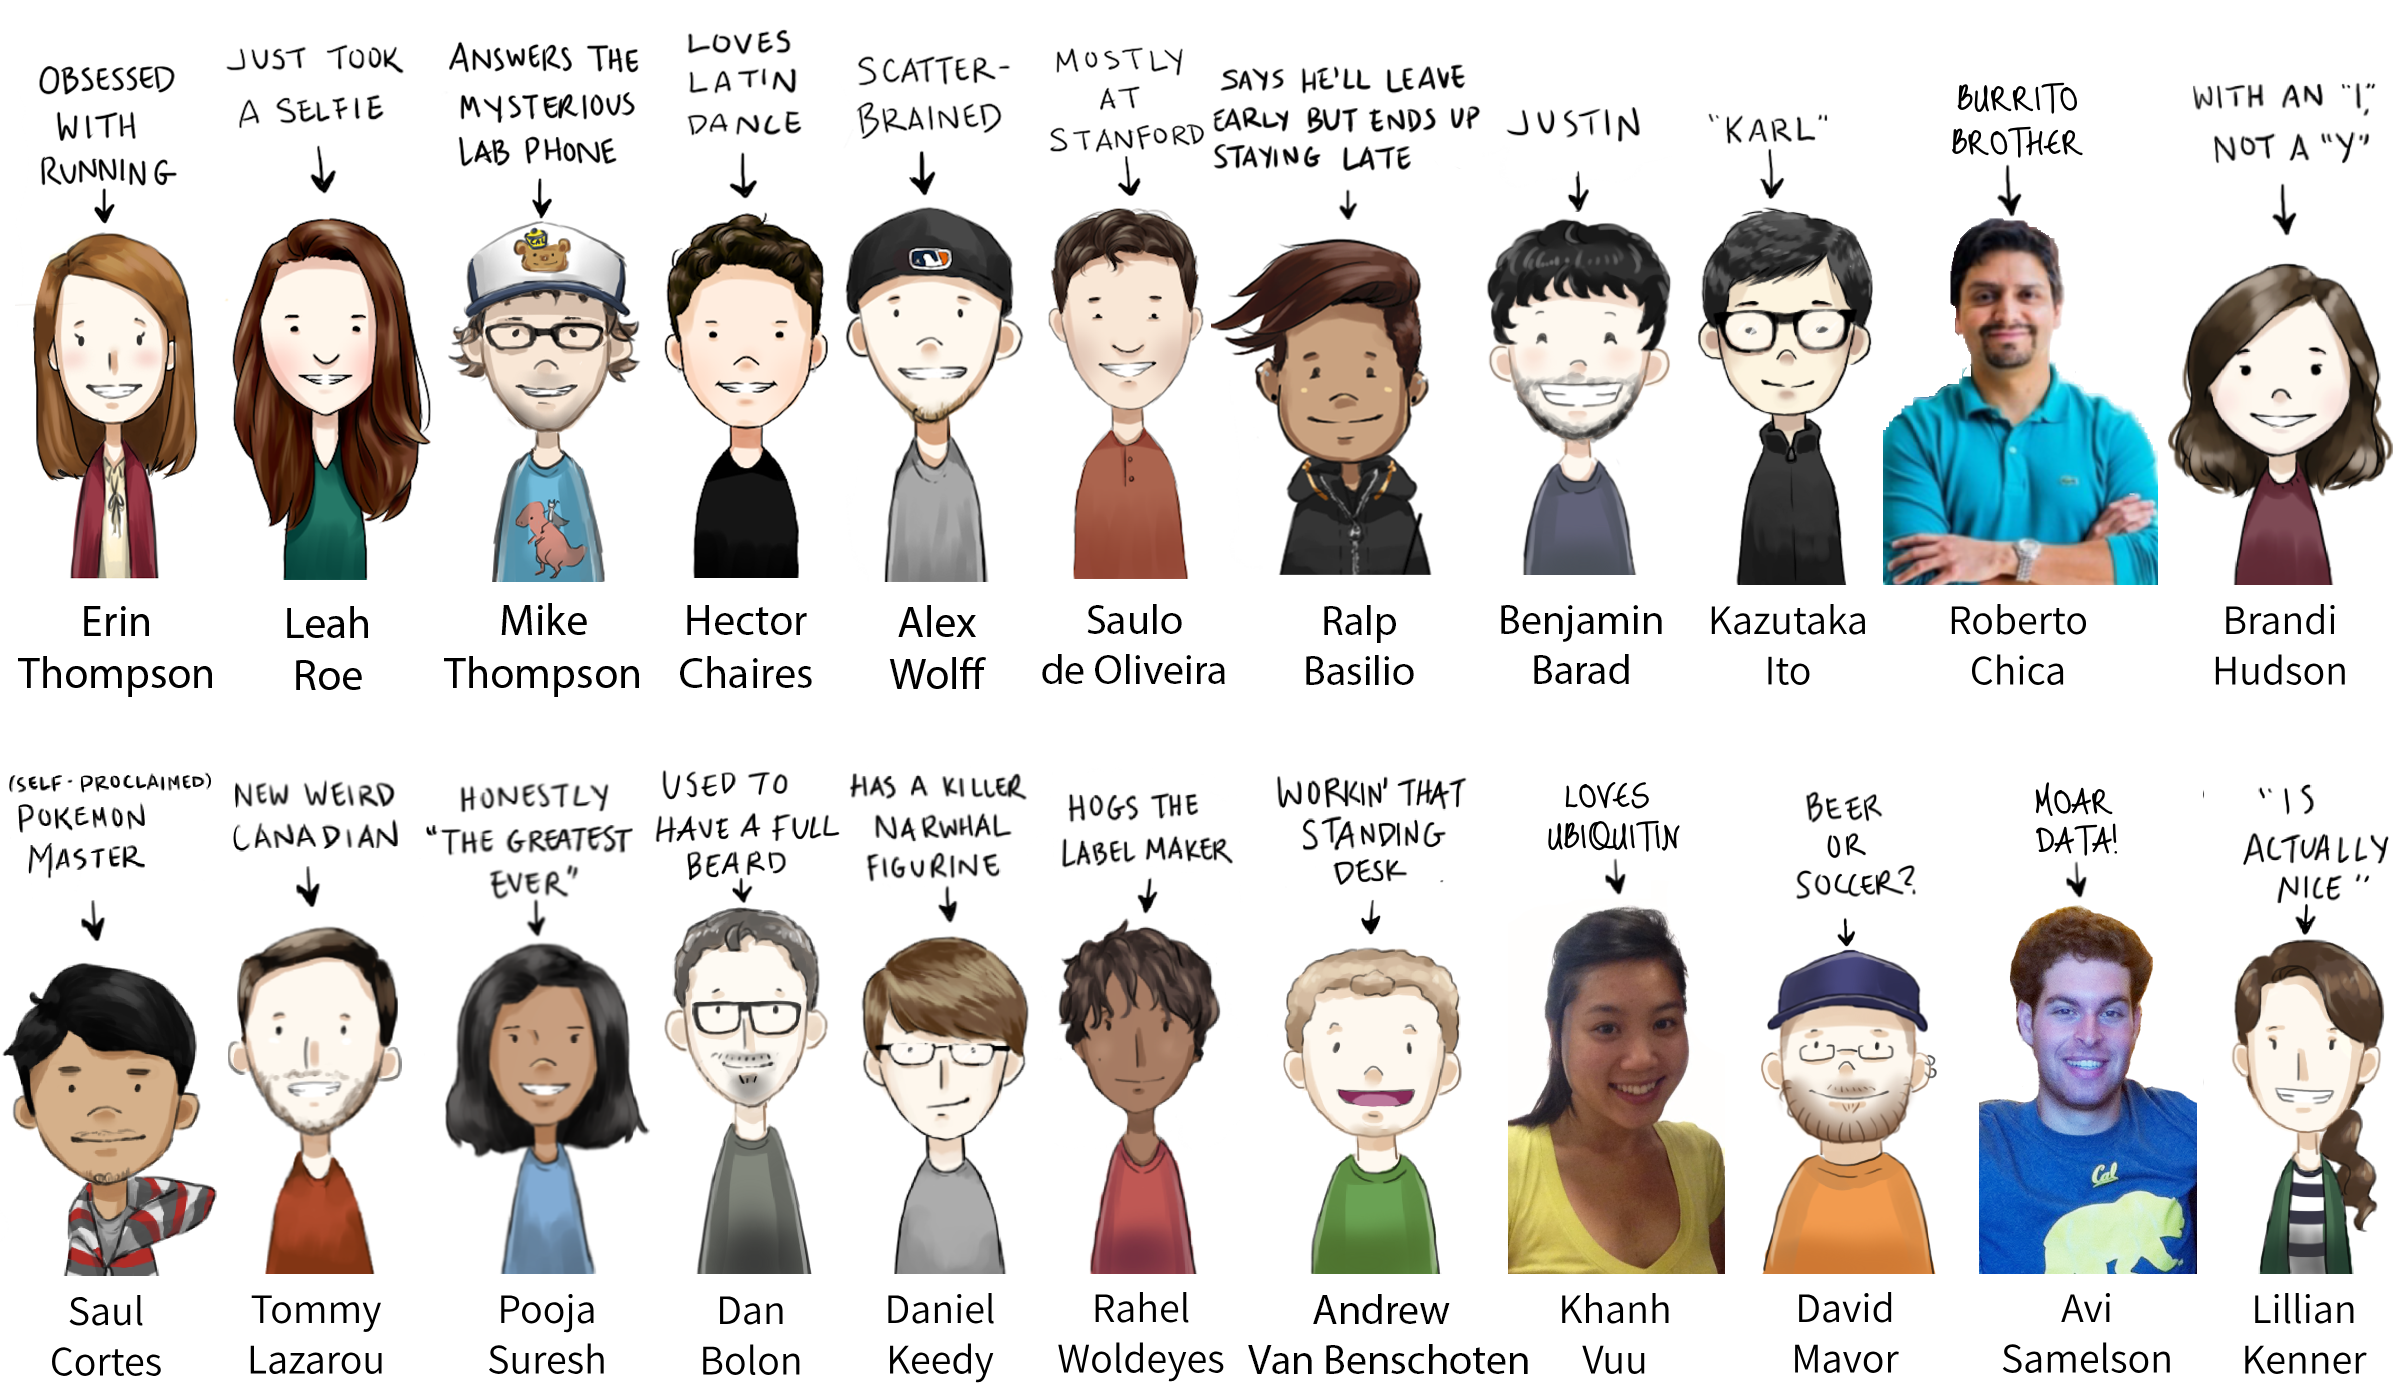 OBSESSED
WITH
RUNNING
JUST TOOK
A SELFIE
ANSWERS THE
MYSTERIOUS
LAB PHONE
LOVES
LATIN
DANCE
SCATTER-
BRAINED
MOSTLY
AT
STANFORD
SAYS HE'LL LEAVE
EARLY BUT ENDS UP
STAYING LATE
JUSTIN
"KARL"
BURRITO
BROTHER
WITH AN "I,"
NOT A "Y"
CAL
Erin
Thompson
Leah
Roe
Mike
Thompson
Hector
Chaires
Alex
Wolff
Saulo
de Oliveira
Ralp
Basilio
Benjamin
Barad
Kazutaka
Ito
Roberto
Chica
Brandi
Hudson
(SELF-PROCLAIMED)
POKEMON
MASTER
NEW WEIRD
CANADIAN
HONESTLY
"THE GREATEST
EVER"
USED TO
HAVE A FULL
BEARD
HAS A KILLER
NARWHAL
FIGURINE
HOGS THE
LABEL MAKER
WORKIN' THAT
STANDING
DESK
LOVES
UBIQUITIN
BEER
OR
SOCCER?
MOAR
DATA!
"IS
ACTUALLY
NICE"
Cal
Saul
Cortes
Tommy
Lazarou
Pooja
Suresh
Dan
Bolon
Daniel
Keedy
Rahel
Woldeyes
Andrew
Van Benschoten
Khanh
Vuu
David
Mavor
Avi
Samelson
Lillian
Kenner